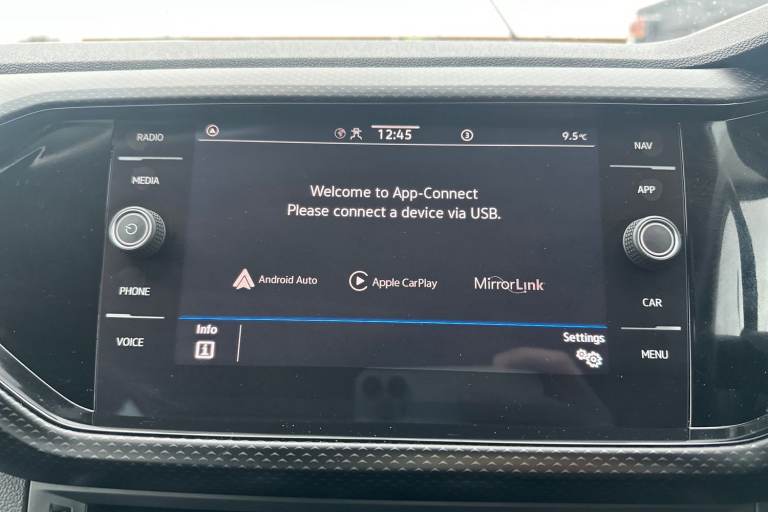 RADIO
MEDIA
PHONE
VOICE
12:45
3
9.5°C
Welcome to App-Connect
Please connect a device via USB.
Android Auto
Apple CarPlay
MirrorLink
Info
i
Settings
NAV
APP
CAR
MENU